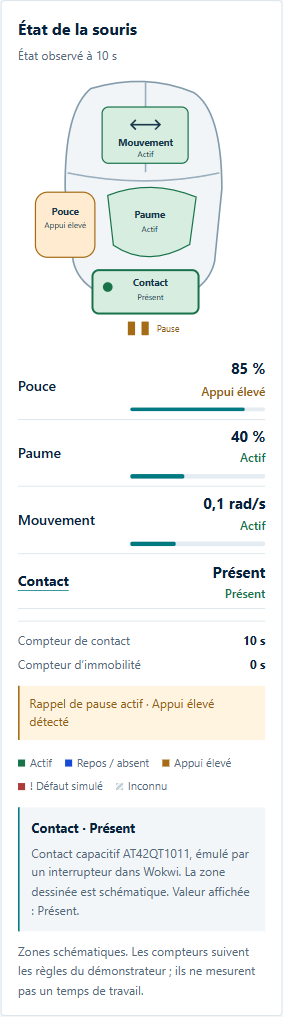 État de la souris
État observé à 10 s
Mouvement
Actif
Pouce
Appui élevé
Paume
Actif
Contact
Présent
Pause
85 %
Pouce
Appui élevé
40 %
Paume
Actif
0,1 rad/s
Mouvement
Actif
Contact
Présent
Présent
Compteur de contact 10 s
Compteur d’immobilité 0 s
Rappel de pause actif · Appui élevé
détecté
Actif Repos / absent Appui élevé
! Défaut simulé Inconnu
Contact · Présent
Contact capacitif AT42QT1011, émulé par
un interrupteur dans Wokwi. La zone
dessinée est schématique. Valeur affichée
: Présent.
Zones schématiques. Les compteurs suivent
les règles du démonstrateur ; ils ne mesurent
pas un temps de travail.